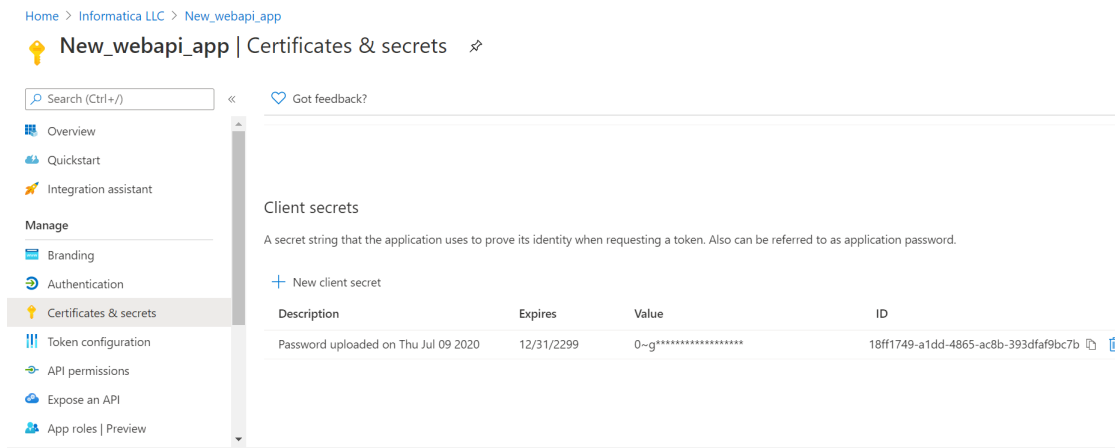 Home > Informatica LLC > New_webapi_app
New_webapi_app | Certificates & secrets
Search (Ctrl+/)
«
Got feedback?
Overview
Quickstart
Integration assistant
Manage
Branding
Authentication
Certificates & secrets
Token configuration
API permissions
Expose an API
App roles | Preview
Client secrets
A secret string that the application uses to prove its identity when requesting a token. Also can be referred to as application password.
New client secret
Description Expires Value ID
Password uploaded on Thu Jul 09 2020 12/31/2299 0~g****************** 18ff1749-a1dd-4865-ac8b-393dfaf9bc7b